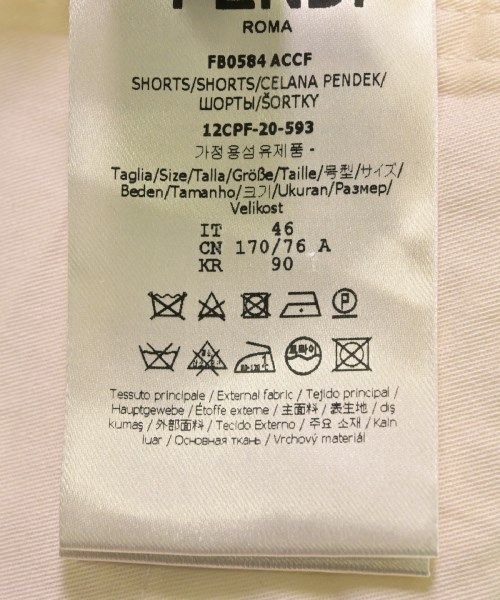 FENDI
ROMA
FB0584 ACCF
SHORTS/SHORTS/CELANA PENDEK/
ШОРТЫ/ŠORTKY
12CPF-20-593
가정용섬유제품 -
Taglia/Size/Talla/Größe/Taille/号型/サイズ/
Beden/Tamanho/크기/Ukuran/Размер/
Velikost
IT 46
CN 170/76 A
KR 90
P
드라이
Tessuto principale / External fabric / Tejido principal /
Hauptgewebe / Étoffe externe / 主面料 / 表生地 / dış
kumaş / 外部面料 / Tecido Externo / 주요 소재 / Kain
luar / Основная ткань / Vrchový materiál